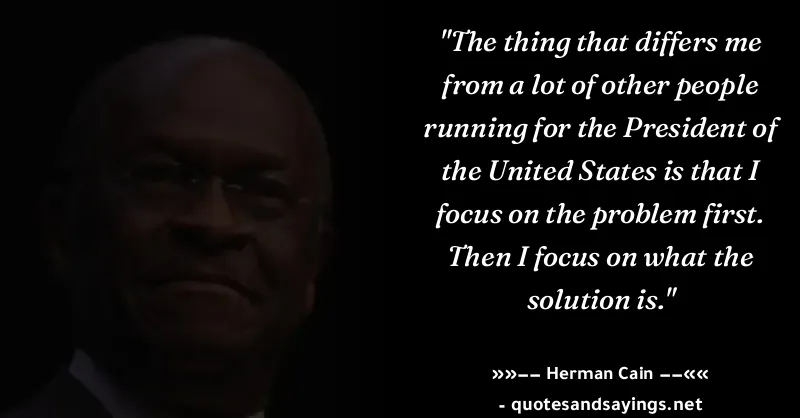 "The thing that differs me
from a lot of other people
running for the President of
the United States is that I
focus on the problem first.
Then I focus on what the
solution is."
»»−− Herman Cain −−««
- quotesandsayings.net